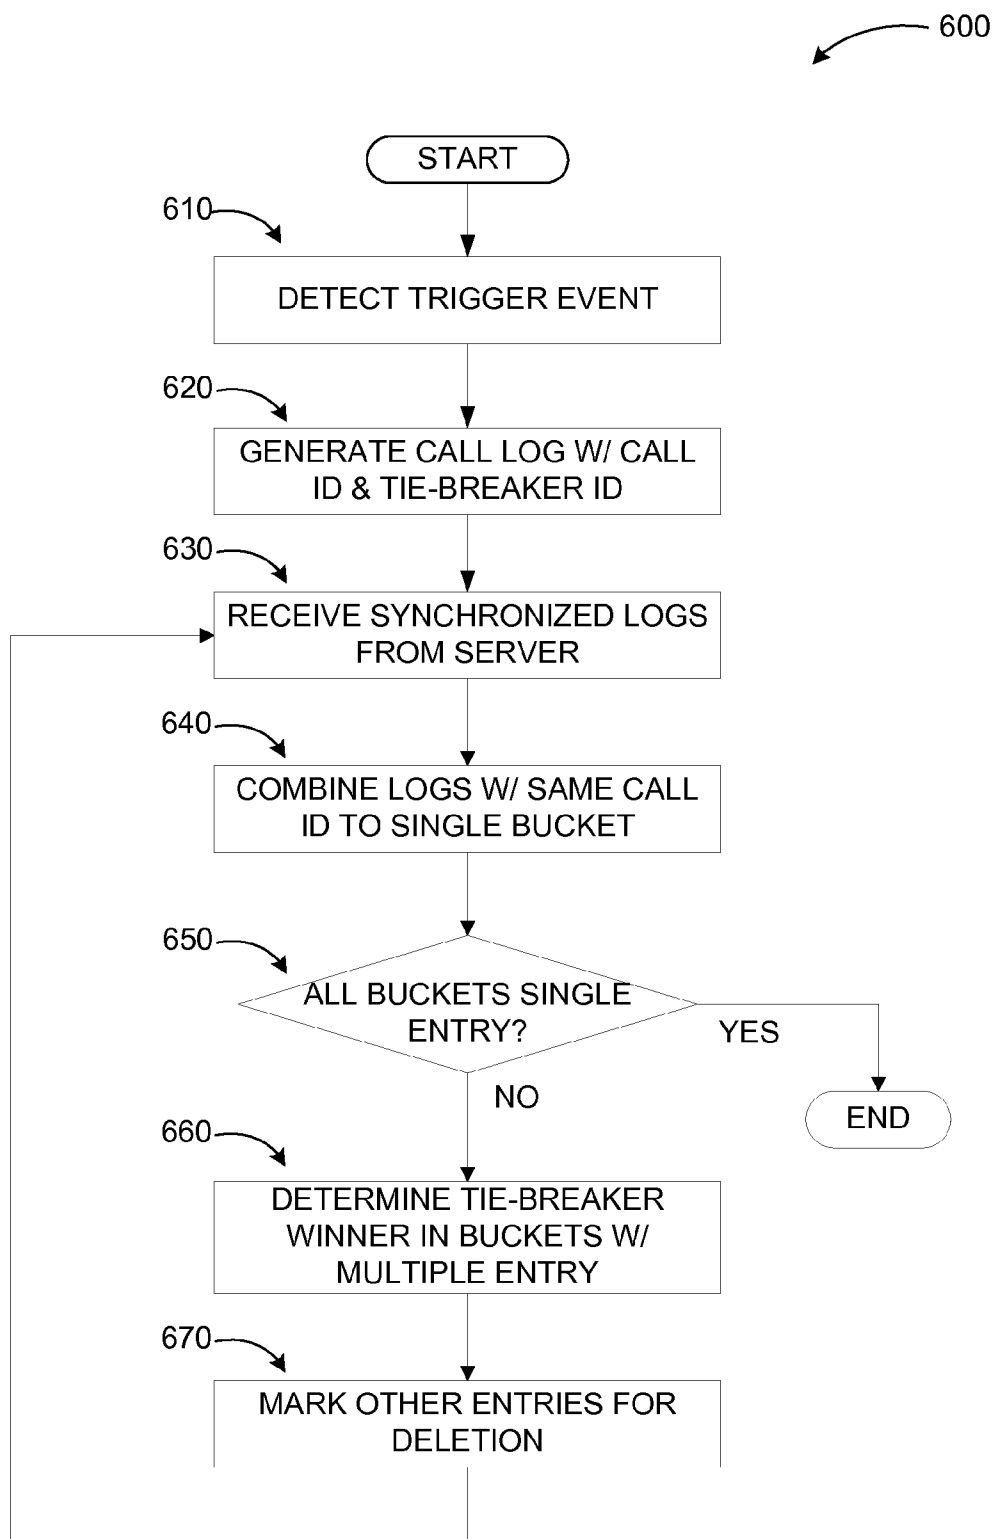 600
START
610
DETECT TRIGGER EVENT
620
GENERATE CALL LOG W/ CALL
ID & TIE-BREAKER ID
630
RECEIVE SYNCHRONIZED LOGS
FROM SERVER
640
COMBINE LOGS W/ SAME CALL
ID TO SINGLE BUCKET
650
ALL BUCKETS SINGLE
ENTRY?
YES
NO
END
660
DETERMINE TIE-BREAKER
WINNER IN BUCKETS W/
MULTIPLE ENTRY
670
MARK OTHER ENTRIES FOR
DELETION